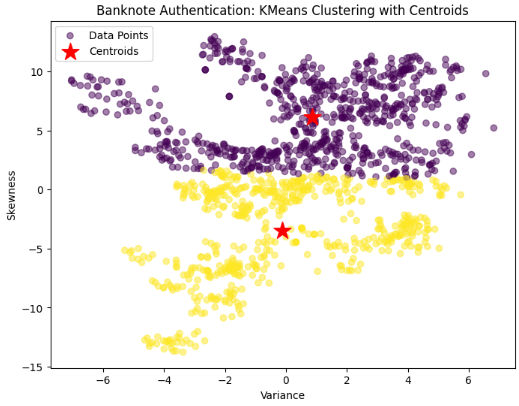 Banknote Authentication: KMeans Clustering with Centroids
Data Points
Centroids
10
5
0
−5
−10
−15
Skewness
−6
−4
−2
0
2
4
6
Variance